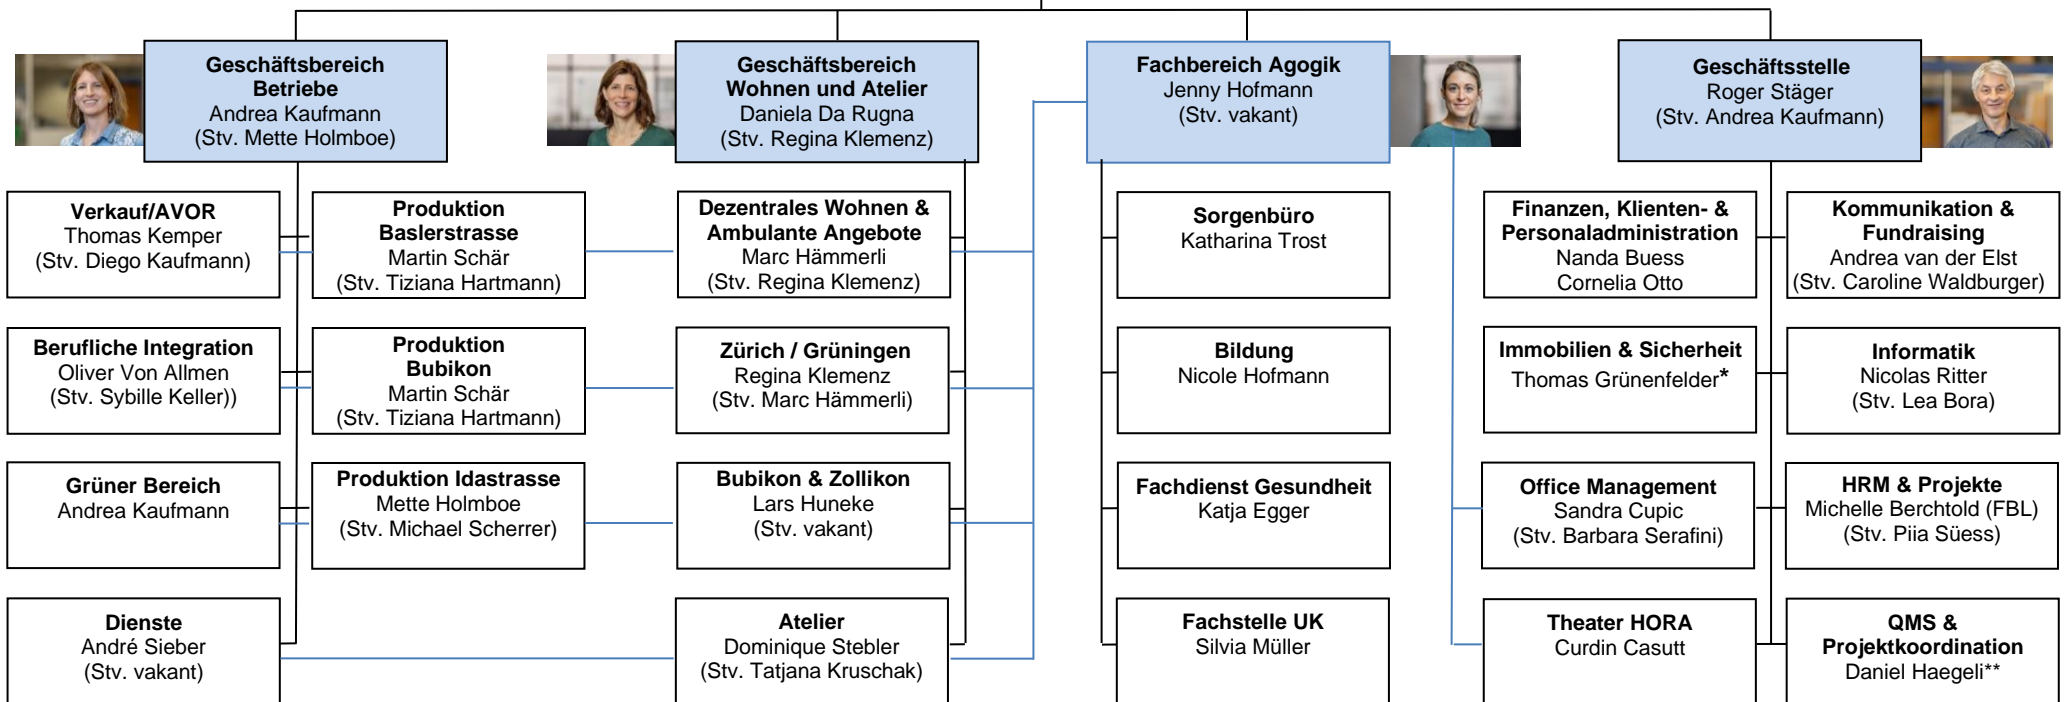 Geschäftsbereich
Betriebe
Andrea Kaufmann
(Stv. Mette Holmboe)
Geschäftsbereich
Wohnen und Atelier
Daniela Da Rugna
(Stv. Regina Klemenz)
Fachbereich Agogik
Jenny Hofmann
(Stv. vakant)
Geschäftsstelle
Roger Stäger
(Stv. Andrea Kaufmann)
Verkauf/AVOR
Thomas Kemper
(Stv. Diego Kaufmann)
Produktion
Baslerstrasse
Martin Schär
(Stv. Tiziana Hartmann)
Dezentrales Wohnen &
Ambulante Angebote
Marc Hämmerli
(Stv. Regina Klemenz)
Sorgenbüro
Katharina Trost
Finanzen, Klienten- &
Personaladministration
Nanda Buess
Cornelia Otto
Kommunikation &
Fundraising
Andrea van der Elst
(Stv. Caroline Waldburger)
Berufliche Integration
Oliver Von Allmen
(Stv. Sybille Keller))
Produktion
Bubikon
Martin Schär
(Stv. Tiziana Hartmann)
Zürich / Grüningen
Regina Klemenz
(Stv. Marc Hämmerli)
Bildung
Nicole Hofmann
Immobilien & Sicherheit
Thomas Grünenfelder*
Informatik
Nicolas Ritter
(Stv. Lea Bora)
Grüner Bereich
Andrea Kaufmann
Produktion Idastrasse
Mette Holmboe
(Stv. Michael Scherrer)
Bubikon & Zollikon
Lars Huneke
(Stv. vakant)
Fachdienst Gesundheit
Katja Egger
Office Management
Sandra Cupic
(Stv. Barbara Serafini)
HRM & Projekte
Michelle Berchtold (FBL)
(Stv. Piia Süess)
Dienste
André Sieber
(Stv. vakant)
Atelier
Dominique Stebler
(Stv. Tatjana Kruschak)
Fachstelle UK
Silvia Müller
Theater HORA
Curdin Casutt
QMS &
Projektkoordination
Daniel Haegeli**